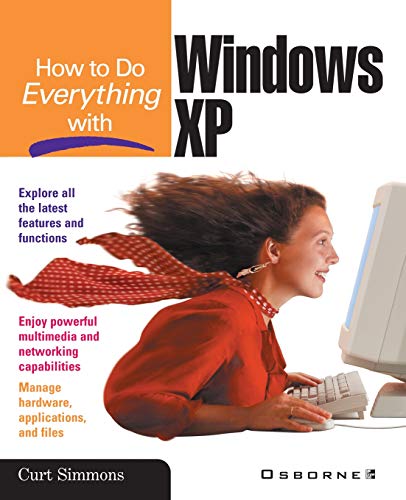 How to Do
Everything
with
Windows
XP
Explore all
the latest
features and
functions
Enjoy powerful
multimedia and
networking
capabilities
Manage
hardware,
applications,
and files
Curt Simmons
OSBORNE